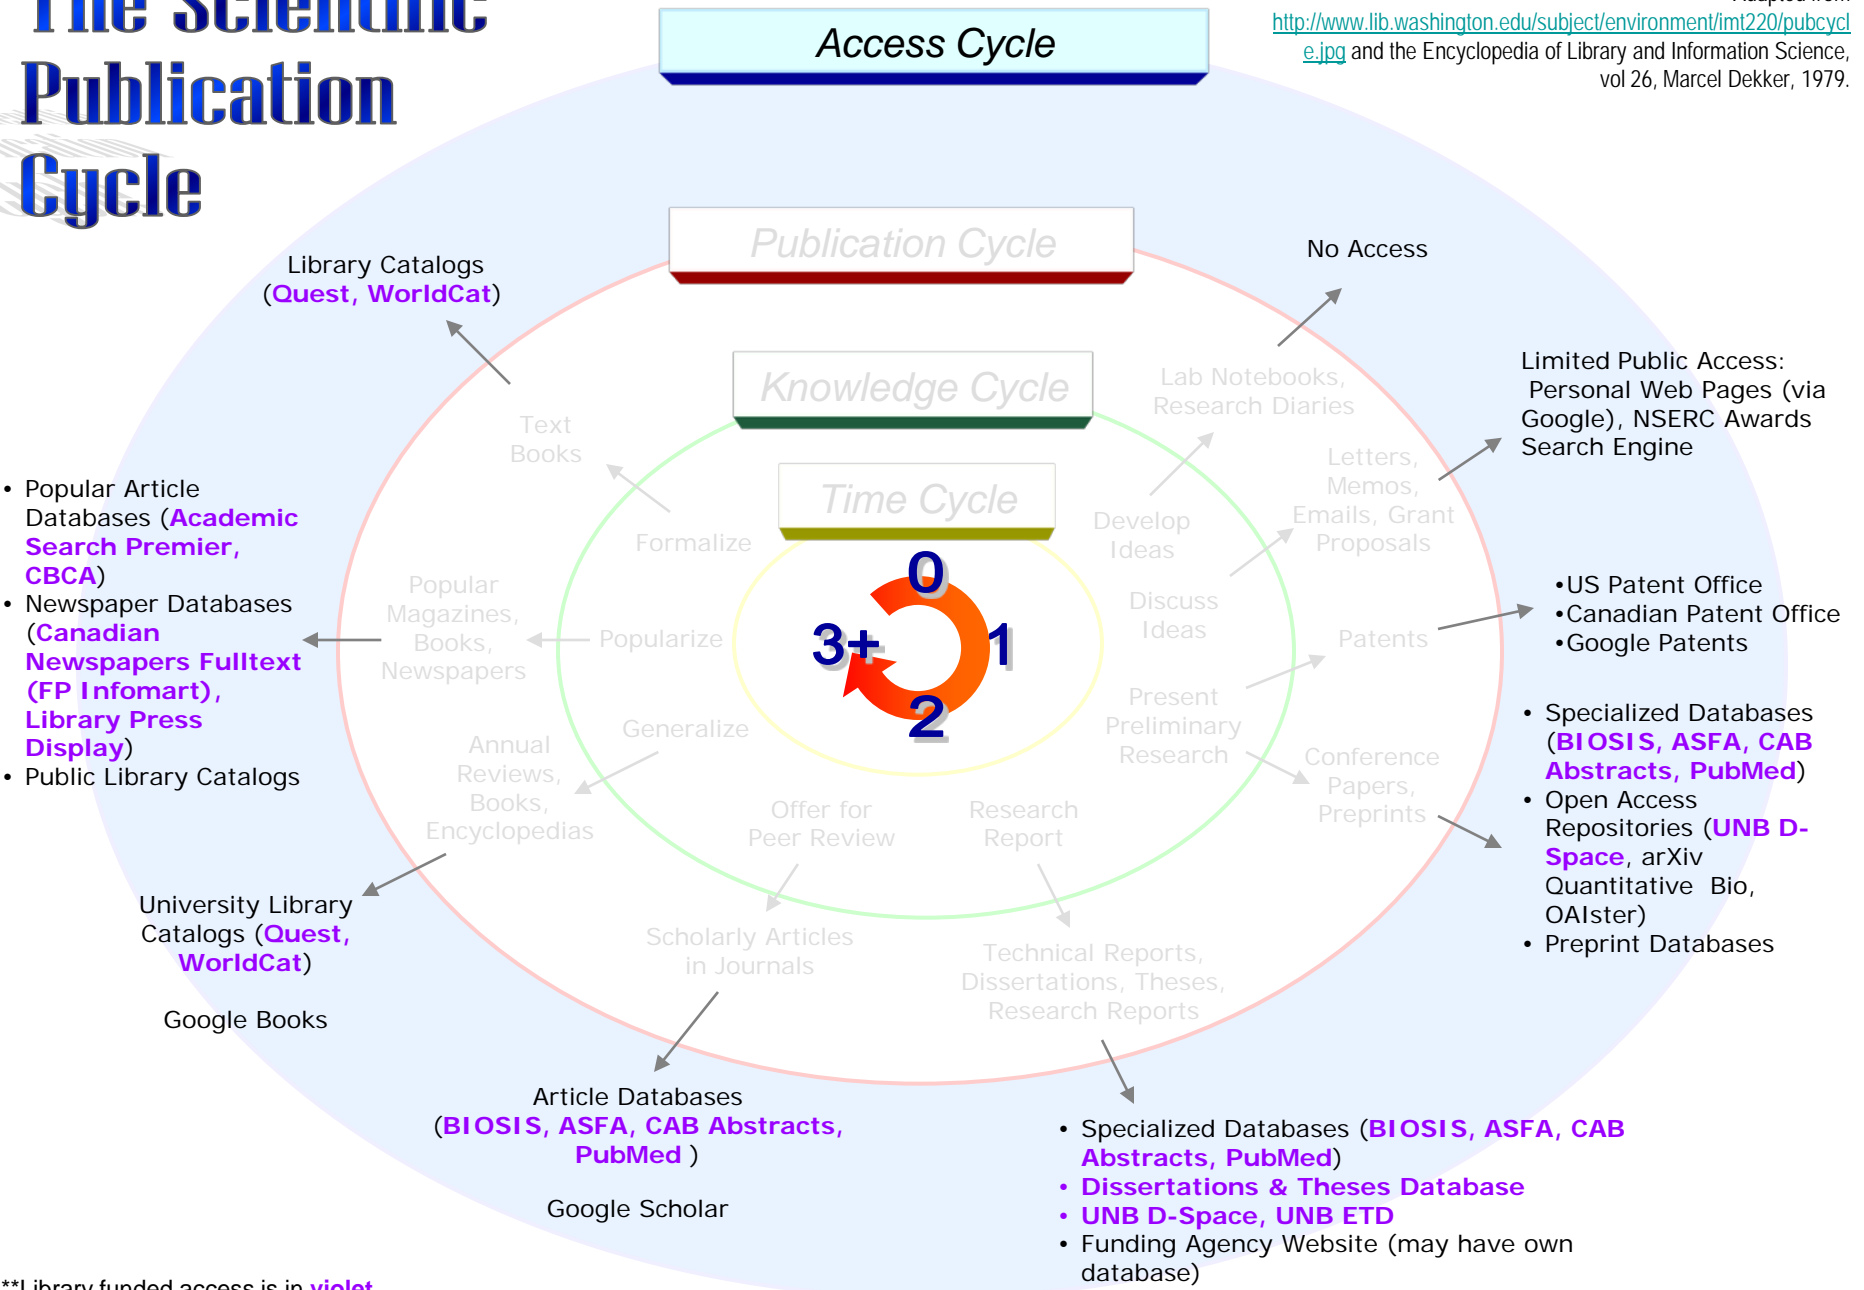 The Scientific
Publication
Cycle
Adapted from
http://www.lib.washington.edu/subject/environment/imt220/pubcycl
e.jpg and the Encyclopedia of Library and Information Science,
vol 26, Marcel Dekker, 1979.
Access Cycle
Publication Cycle
Knowledge Cycle
Time Cycle
0
1
2
3+
No Access
Lab Notebooks,
Research Diaries
Develop
Ideas
Limited Public Access:
Personal Web Pages (via
Google), NSERC Awards
Search Engine
Letters,
Memos,
Emails, Grant
Proposals
Discuss
Ideas
•US Patent Office
•Canadian Patent Office
•Google Patents
Patents
Present
Preliminary
Research
Conference
Papers,
Preprints
• Specialized Databases
(BIOSIS, ASFA, CAB
Abstracts, PubMed)
• Open Access
Repositories (UNB D-
Space, arXiv
Quantitative Bio,
OAIster)
• Preprint Databases
Research
Report
Technical Reports,
Dissertations, Theses,
Research Reports
• Specialized Databases (BIOSIS, ASFA, CAB
Abstracts, PubMed)
• Dissertations & Theses Database
• UNB D-Space, UNB ETD
• Funding Agency Website (may have own
database)
Offer for
Peer Review
Scholarly Articles
in Journals
Article Databases
(BIOSIS, ASFA, CAB Abstracts,
PubMed )
Google Scholar
Generalize
Annual
Reviews,
Books,
Encyclopedias
University Library
Catalogs (Quest,
WorldCat)
Google Books
Popularize
Popular
Magazines,
Books,
Newspapers
• Popular Article
Databases (Academic
Search Premier,
CBCA)
• Newspaper Databases
(Canadian
Newspapers Fulltext
(FP Infomart),
Library Press
Display)
• Public Library Catalogs
Formalize
Text
Books
Library Catalogs
(Quest, WorldCat)
**Library funded access is in violet